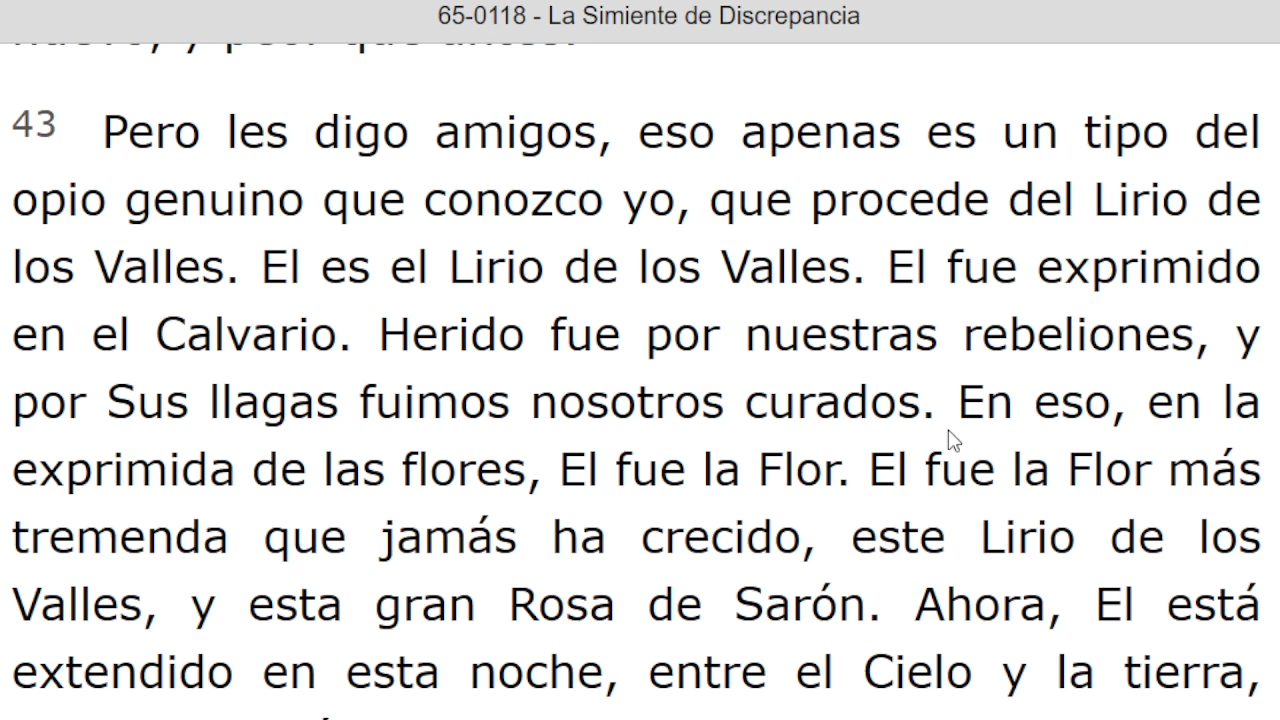 65-0118 - La Simiente de Discrepancia
43 Pero les digo amigos, eso apenas es un tipo del
opio genuino que conozco yo, que procede del Lirio de
los Valles. El es el Lirio de los Valles. El fue exprimido
en el Calvario. Herido fue por nuestras rebeliones, y
por Sus llagas fuimos nosotros curados. En eso, en la
exprimida de las flores, El fue la Flor. El fue la Flor más
tremenda que jamás ha crecido, este Lirio de los
Valles, y esta gran Rosa de Sarón. Ahora, El está
extendido en esta noche, entre el Cielo y la tierra,